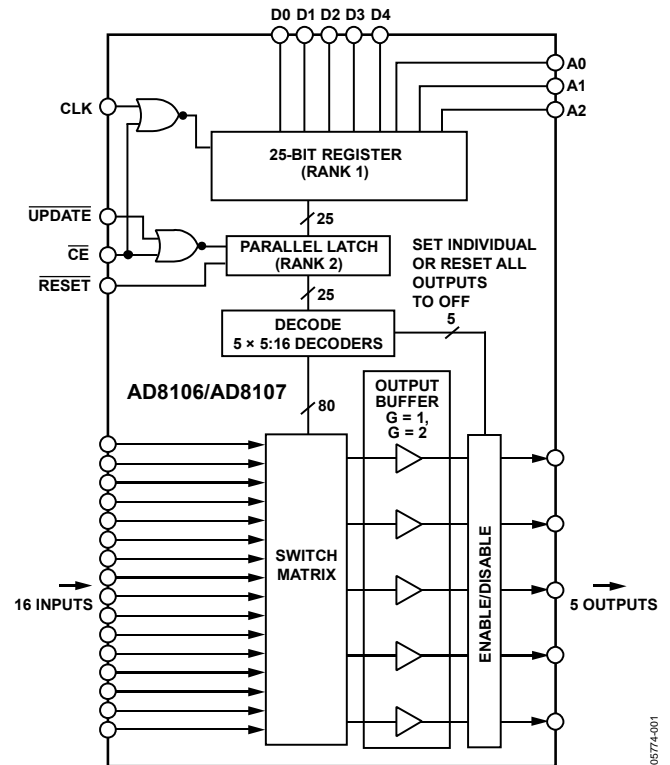 D0 D1 D2 D3 D4
A0
A1
A2
CLK
25-BIT REGISTER
(RANK 1)
25
UPDATE
CE
RESET
PARALLEL LATCH
(RANK 2)
25
SET INDIVIDUAL
OR RESET ALL
OUTPUTS
TO OFF
5
DECODE
5 × 5:16 DECODERS
AD8106/AD8107
80
OUTPUT
BUFFER
G = 1,
G = 2
SWITCH
MATRIX
ENABLE/DISABLE
16 INPUTS
5 OUTPUTS
05774-001